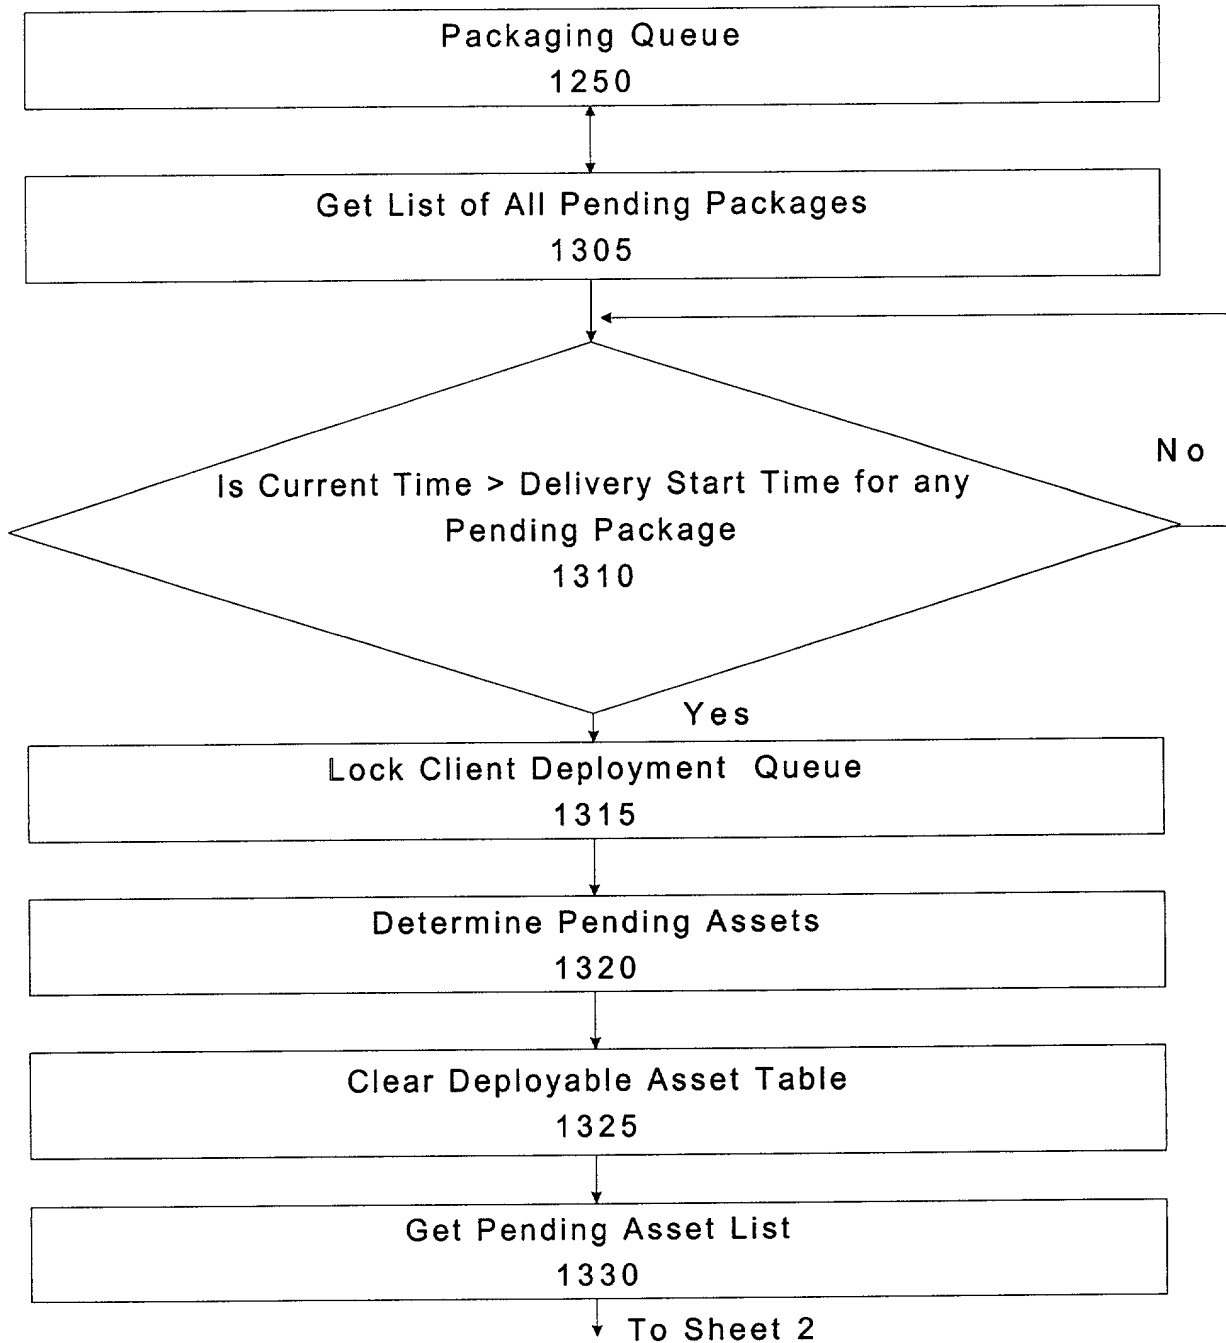 Packaging Queue
1250
Get List of All Pending Packages
1305
No
Is Current Time > Delivery Start Time for any
Pending Package
1310
Yes
Lock Client Deployment Queue
1315
Determine Pending Assets
1320
Clear Deployable Asset Table
1325
Get Pending Asset List
1330
To Sheet 2